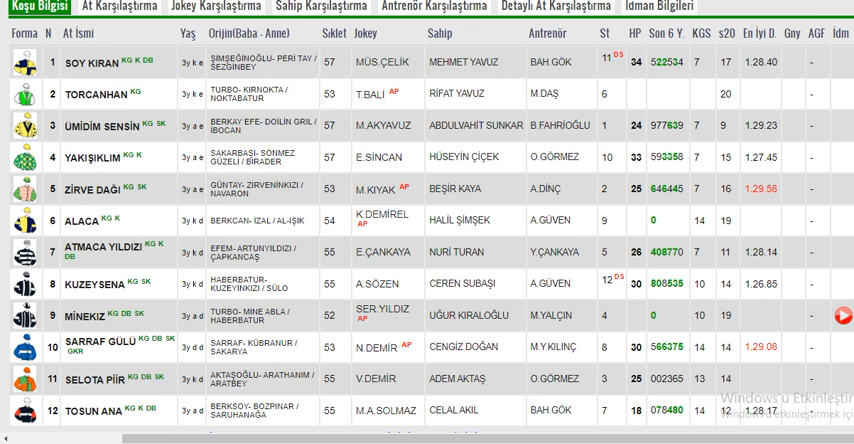 Koşu Bilgisi At Karşılaştırma Jokey Karşılaştırma Sahip Karşılaştırma Antrenör Karşılaştırma Detaylı At Karşılaştırma İdman Bilgileri
Forma N At İsmi Yaş Orijin(Baba - Anne) Sıklet Jokey Sahip Antrenör St HP Son 6 Y. KGS s20 En İyi D. Gny AGF İdm
1 SOY KIRAN KG K DB 3y k e ŞİMŞEĞİNOĞLU- PERİ TAY / SEZGİNBEY 57 MÜS.ÇELİK MEHMET YAVUZ BAH.GÖK 11 DS 34 522534 7 17 1.28.40 -
2 TORCANHAN KG 3y k e TURBO- KIRNOKTA / NOKTABATUR 53 T.BALİ AP RİFAT YAVUZ M.DAŞ 6 20 -
3 ÜMİDİM SENSİN KG SK 3y a e BERKAY EFE- DOİLİN GRIL / İBOCAN 57 M.AKYAVUZ ABDULVAHİT SUNKAR B.FAHRİOĞLU 1 24 977639 7 9 1.29.23 -
4 YAKIŞIKLIM KG K 3y a e SAKARBAŞI- SÖNMEZ GÜZELİ / BİRADER 57 E.SİNCAN HÜSEYİN ÇİÇEK O.GÖRMEZ 10 33 593358 7 15 1.27.45 -
5 ZİRVE DAĞI KG SK 3y a e GÜNTAY- ZİRVENİNKIZI / NAVARON 53 M.KIYAK AP BEŞİR KAYA A.DİNÇ 2 25 646445 7 16 1.29.58 -
6 ALACA KG K 3y k d BERKCAN- İZAL / AL-IŞIK 54 K.DEMİREL AP HALİL ŞİMŞEK A.GÜVEN 9 0 14 19 -
7 ATMACA YILDIZI KG K DB 3y k d EFEM- ARTUNYILDIZI / ÇAPKANCAŞ 55 E.ÇANKAYA NURİ TURAN Y.ÇANKAYA 5 26 408770 7 11 1.28.14 -
8 KUZEYSENA KG SK 3y k d HABERBATUR- KUZEYİNKIZI / SÜLO 55 A.SÖZEN CEREN SUBAŞI A.GÜVEN 12 DS 30 808535 10 14 1.26.85 -
9 MİNEKIZ KG DB SK 3y a d TURBO- MİNE ABLA / HABERBATUR 52 SER.YILDIZ AP UĞUR KIRALOĞLU M.YALÇIN 4 0 10 19 -
10 SARRAF GÜLÜ KG DB SK GKR 3y d d SARRAF- KÜBRANUR / SAKARYA 53 N.DEMİR AP CENGİZ DOĞAN M.Y.KILINÇ 8 30 566375 14 14 1.29.08 -
11 SELOTA PİİR KG DB SK 3y k d AKTAŞOĞLU- ARATHANIM / ARATBEY 55 V.DEMİR ADEM AKTAŞ O.GÖRMEZ 3 25 002365 13 14 -
12 TOSUN ANA KG K DB 3y a d BERKSOY- BOZPINAR / SARUHANAĞA 55 M.A.SOLMAZ CELAL AKIL BAH.GÖK 7 18 078480 14 12 1.28.17 -
Windows'u Etkinleştir
Windows'u etkinleştirmek içi